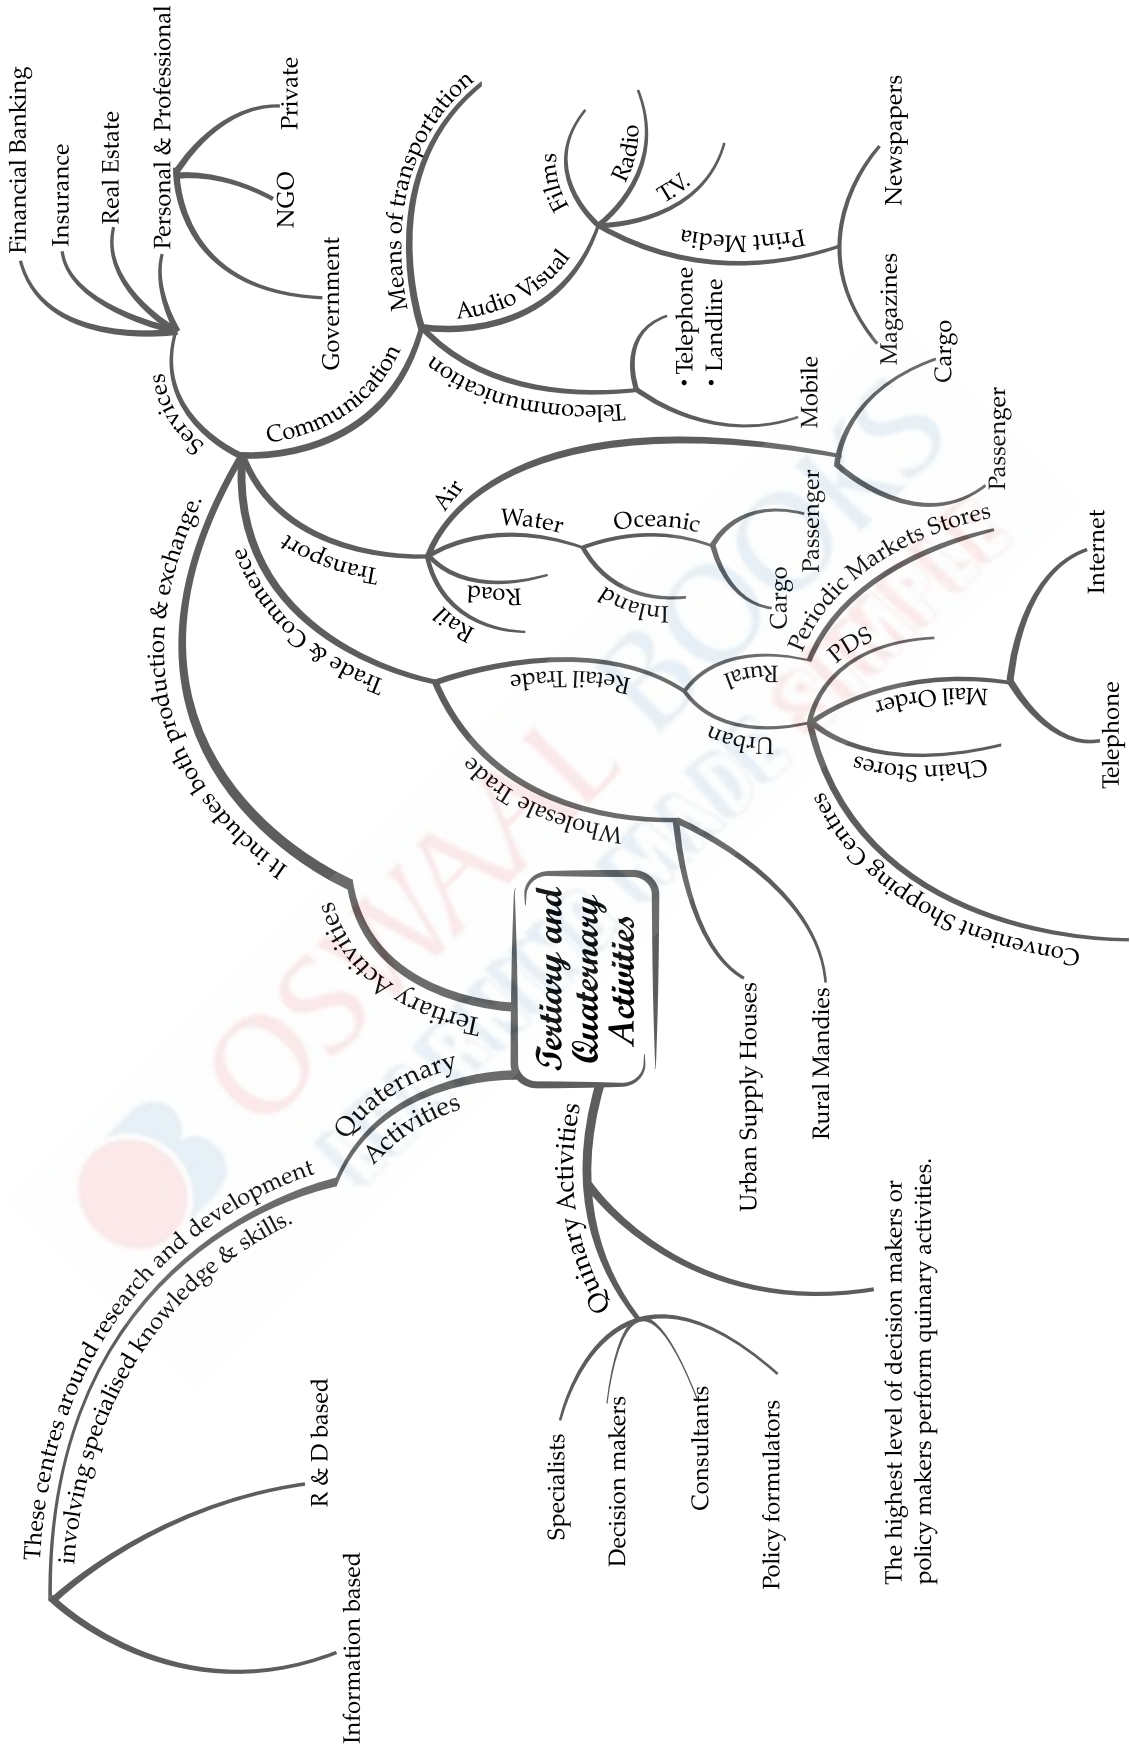 Tertiary and
Quaternary
Activities
Tertiary Activities
It includes both production & exchange.
Services
Financial Banking
Insurance
Real Estate
Personal & Professional
Private
NGO
Government
Communication
Means of transportation
Audio Visual
Films
Radio
T.V.
Print Media
Newspapers
Magazines
Telecommunication
• Telephone
• Landline
Mobile
Transport
Air
Cargo
Passenger
Water
Oceanic
Passenger
Cargo
Inland
Road
Rail
Trade & Commerce
Retail Trade
Rural
Periodic Markets Stores
Urban
PDS
Mail Order
Internet
Telephone
Chain Stores
Convenient Shopping Centres
Wholesale Trade
Urban Supply Houses
Rural Mandies
Quaternary
Activities
These centres around research and development
involving specialised knowledge & skills.
R & D based
Information based
Quinary Activities
Specialists
Decision makers
Consultants
Policy formulators
The highest level of decision makers or
policy makers perform quinary activities.
OSWAAL BOOKS
LEARNING MADE SIMPLE